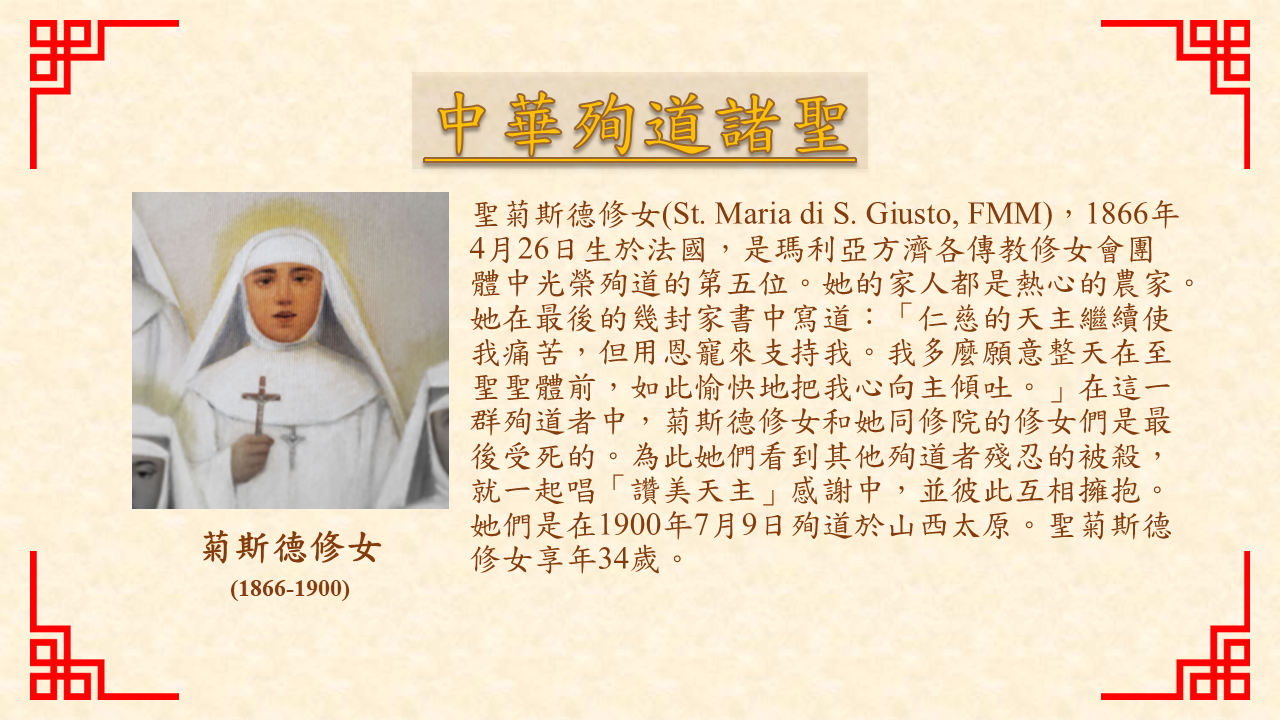 中華殉道諸聖
聖菊斯德修女(St. Maria di S. Giusto, FMM)，1866年
4月26日生於法國，是瑪利亞方濟各傳教修女會團
體中光榮殉道的第五位。她的家人都是熱心的農家。
她在最後的幾封家書中寫道：「仁慈的天主繼續使
我痛苦，但用恩寵來支持我。我多麼願意整天在至
聖聖體前，如此愉快地把我心向主傾吐。」在這一
群殉道者中，菊斯德修女和她同修院的修女們是最
後受死的。為此她們看到其他殉道者殘忍的被殺，
就一起唱「讚美天主」感謝中，並彼此互相擁抱。
她們是在1900年7月9日殉道於山西太原。聖菊斯德
修女享年34歲。
菊斯德修女
(1866-1900)